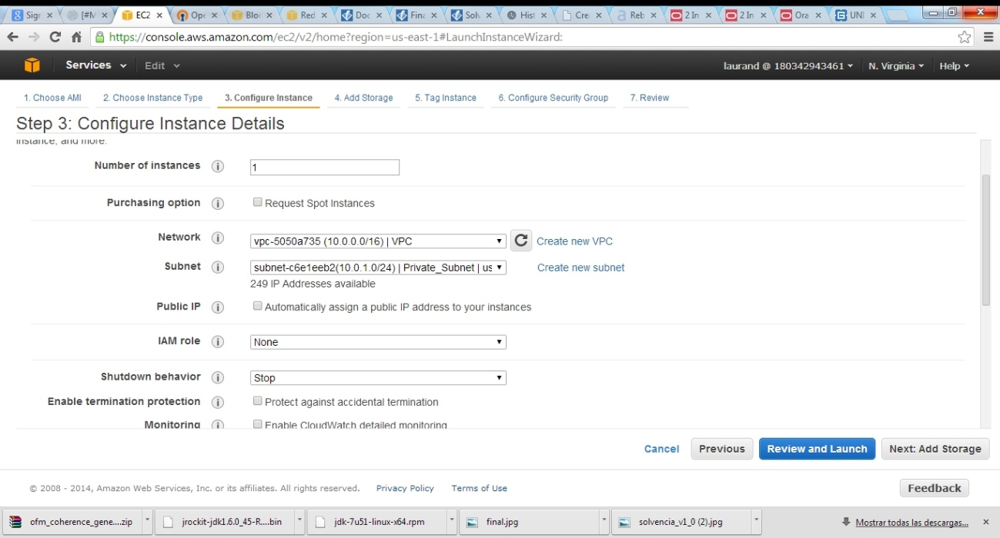 Sigr
[#M
EC2
Ope
Blo
Red
Doc
Fina
Solv
Hist
Cre
Reb
2 In
2 In
Ora
UNI
https://console.aws.amazon.com/ec2/v2/home?region=us-east-1#LaunchInstanceWizard:
Services Edit laurand @ 180342943461 N. Virginia Help
1. Choose AMI 2. Choose Instance Type 3. Configure Instance 4. Add Storage 5. Tag Instance 6. Configure Security Group 7. Review
Step 3: Configure Instance Details
instance, and more.
Number of instances 1
Purchasing option Request Spot Instances
Network vpc-5050a735 (10.0.0.0/16) | VPC Create new VPC
Subnet subnet-c6e1eeb2(10.0.1.0/24) | Private_Subnet | us Create new subnet
249 IP Addresses available
Public IP Automatically assign a public IP address to your instances
IAM role None
Shutdown behavior Stop
Enable termination protection Protect against accidental termination
Monitoring Enable CloudWatch detailed monitoring
Cancel Previous Review and Launch Next: Add Storage
© 2008 - 2014, Amazon Web Services, Inc. or its affiliates. All rights reserved. Privacy Policy Terms of Use Feedback
ofm_coherence_gene....zip jrockit-jdk1.6.0_45-R....bin jdk-7u51-linux-x64.rpm final.jpg solvencia_v1_0 (2).jpg Mostrar todas las descargas...